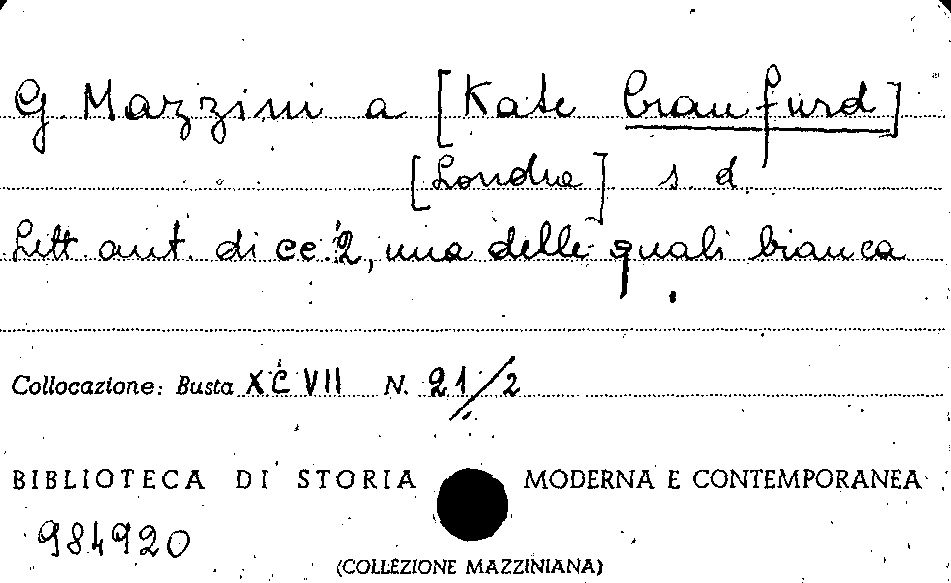 G. Mazzini a [Kate Craufurd]
[Londra] s. d.
Lett. aut. di cc. 2, una delle quali bianca
Collocazione: Busta XCVII N. 21/2
BIBLIOTECA DI STORIA MODERNA E CONTEMPORANEA
984920
(COLLEZIONE MAZZINIANA)